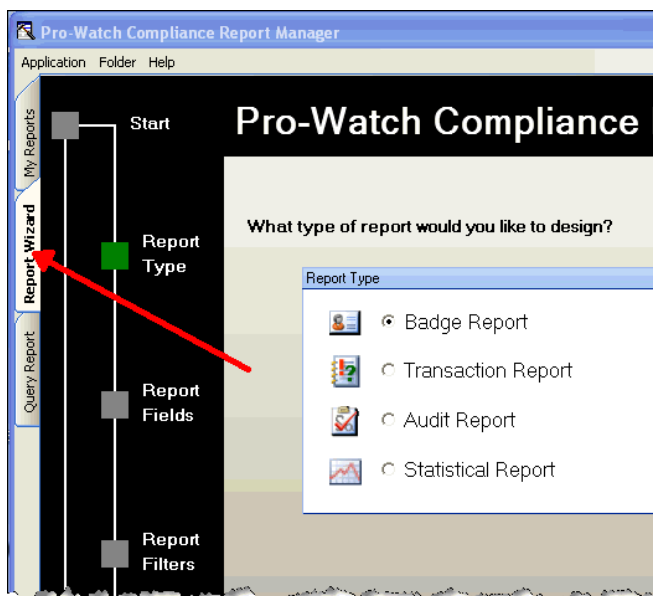 Pro-Watch Compliance Report Manager
Application Folder Help
My Reports
Report Wizard
Query Report
Start
Report
Type
Report
Fields
Report
Filters
Pro-Watch Compliance
What type of report would you like to design?
Report Type
Badge Report
Transaction Report
Audit Report
Statistical Report